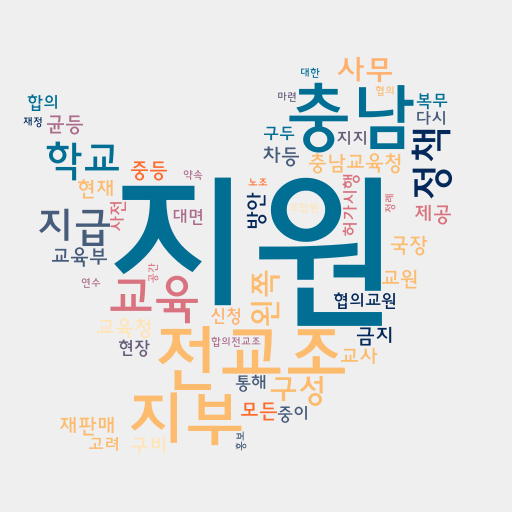 대한
사무
마련
협의
합의
충남
복무
재정
균등
구두
지지
다시
학교
중등
차등
충남교육청
정책
현재
약속
노조
지원
사전
대면
방안
허가시행
정례
제공
지급
교육부
국장
공간
연수
교육
왼쪽
교원
협의교원
교육청
신청
금지
현장
전교조
합의전교조
교사
통해
구성
지부
모든
중이
재판매
고려
구비